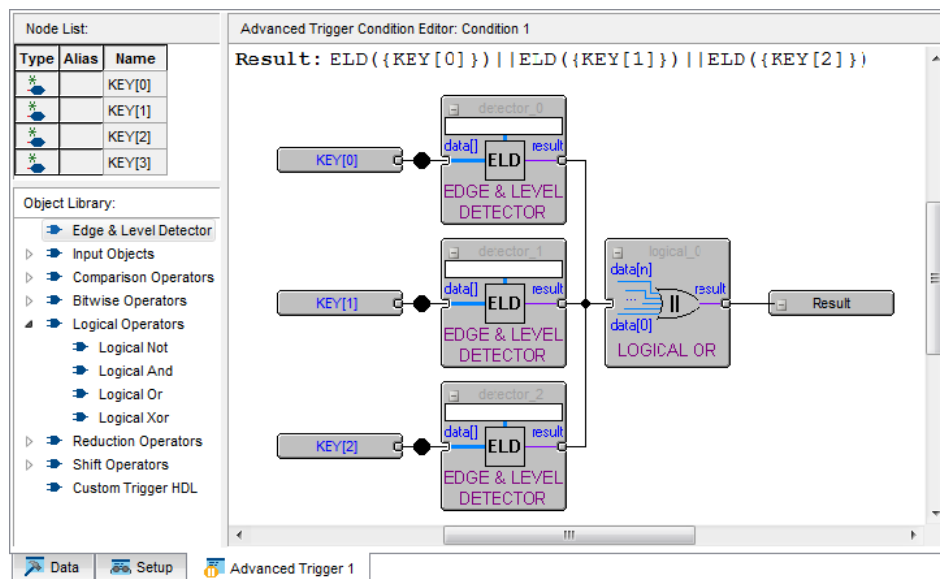 Node List:
Type Alias Name
KEY[0]
KEY[1]
KEY[2]
KEY[3]
Object Library:
Edge & Level Detector
Input Objects
Comparison Operators
Bitwise Operators
Logical Operators
Logical Not
Logical And
Logical Or
Logical Xor
Reduction Operators
Shift Operators
Custom Trigger HDL
Advanced Trigger Condition Editor: Condition 1
Result: ELD({KEY[0]})||ELD({KEY[1]})||ELD({KEY[2]})
KEY[0]
detector_0
data[] ELD result
EDGE & LEVEL
DETECTOR
KEY[1]
detector_1
data[] ELD result
EDGE & LEVEL
DETECTOR
KEY[2]
detector_2
data[] ELD result
EDGE & LEVEL
DETECTOR
logical_0
data[n]
... || result
data[0]
LOGICAL OR
Result
Data Setup Advanced Trigger 1